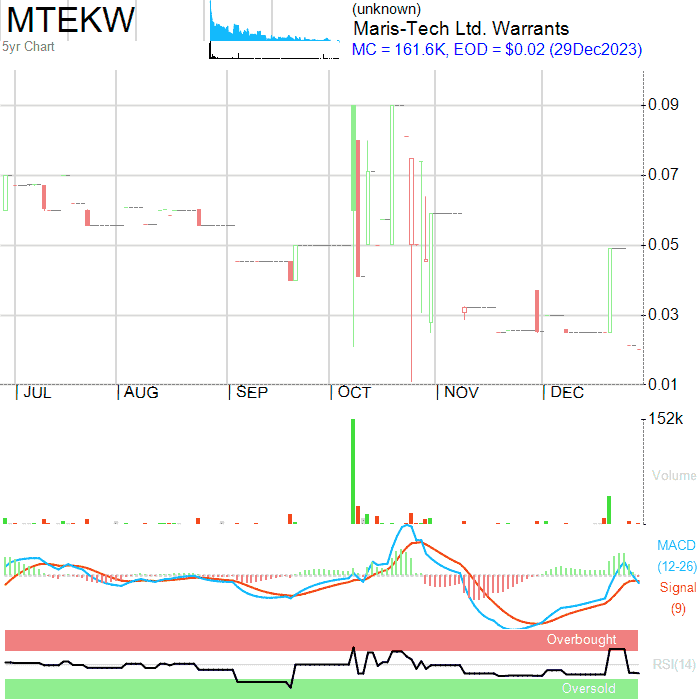 MTEKW
5yr Chart
(unknown)
Maris-Tech Ltd. Warrants
MC = 161.6K, EOD = $0.02 (29Dec2023)
0.09
0.07
0.05
0.03
0.01
JUL
AUG
SEP
OCT
NOV
DEC
152k
Volume
MACD
(12-26)
Signal
(9)
Overbought
RSI(14)
Oversold